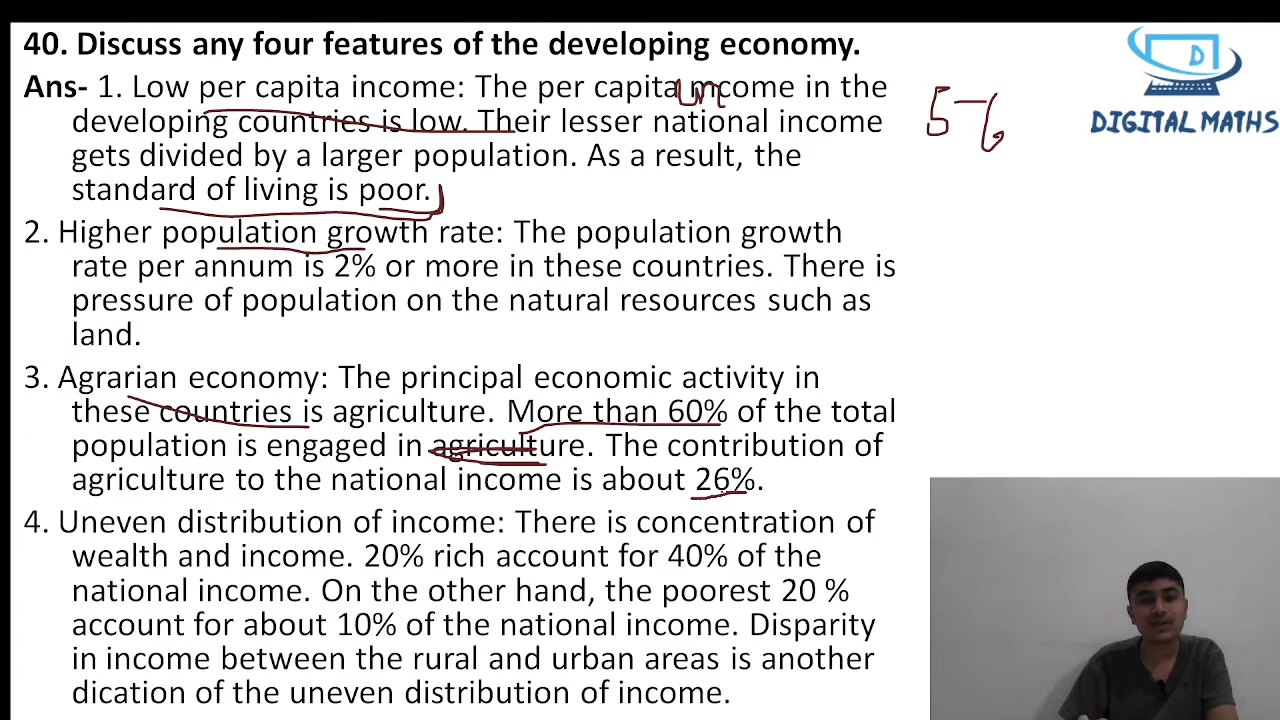 40. Discuss any four features of the developing economy.
Ans- 1. Low per capita income: The per capita income in the
developing countries is low. Their lesser national income
gets divided by a larger population. As a result, the
standard of living is poor.
2. Higher population growth rate: The population growth
rate per annum is 2% or more in these countries. There is
pressure of population on the natural resources such as
land.
3. Agrarian economy: The principal economic activity in
these countries is agriculture. More than 60% of the total
population is engaged in agriculture. The contribution of
agriculture to the national income is about 26%.
4. Uneven distribution of income: There is concentration of
wealth and income. 20% rich account for 40% of the
national income. On the other hand, the poorest 20 %
account for about 10% of the national income. Disparity
in income between the rural and urban areas is another
dication of the uneven distribution of income.
5-6
D
DIGITAL MATHS